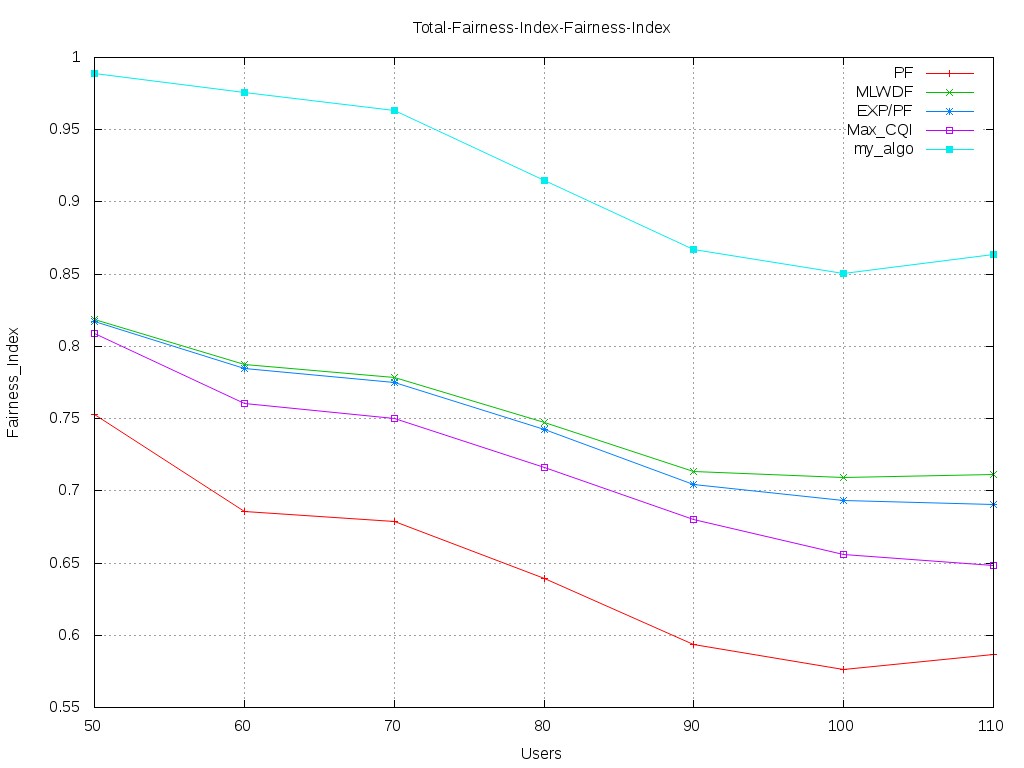 Total-Fairness-Index-Fairness-Index
1
PF
MLWDF
EXP/PF
Max_CQI
my_algo
0.95
0.9
0.85
0.8
0.75
0.7
0.65
0.6
0.55
Fairness_Index
50 60 70 80 90 100 110
Users